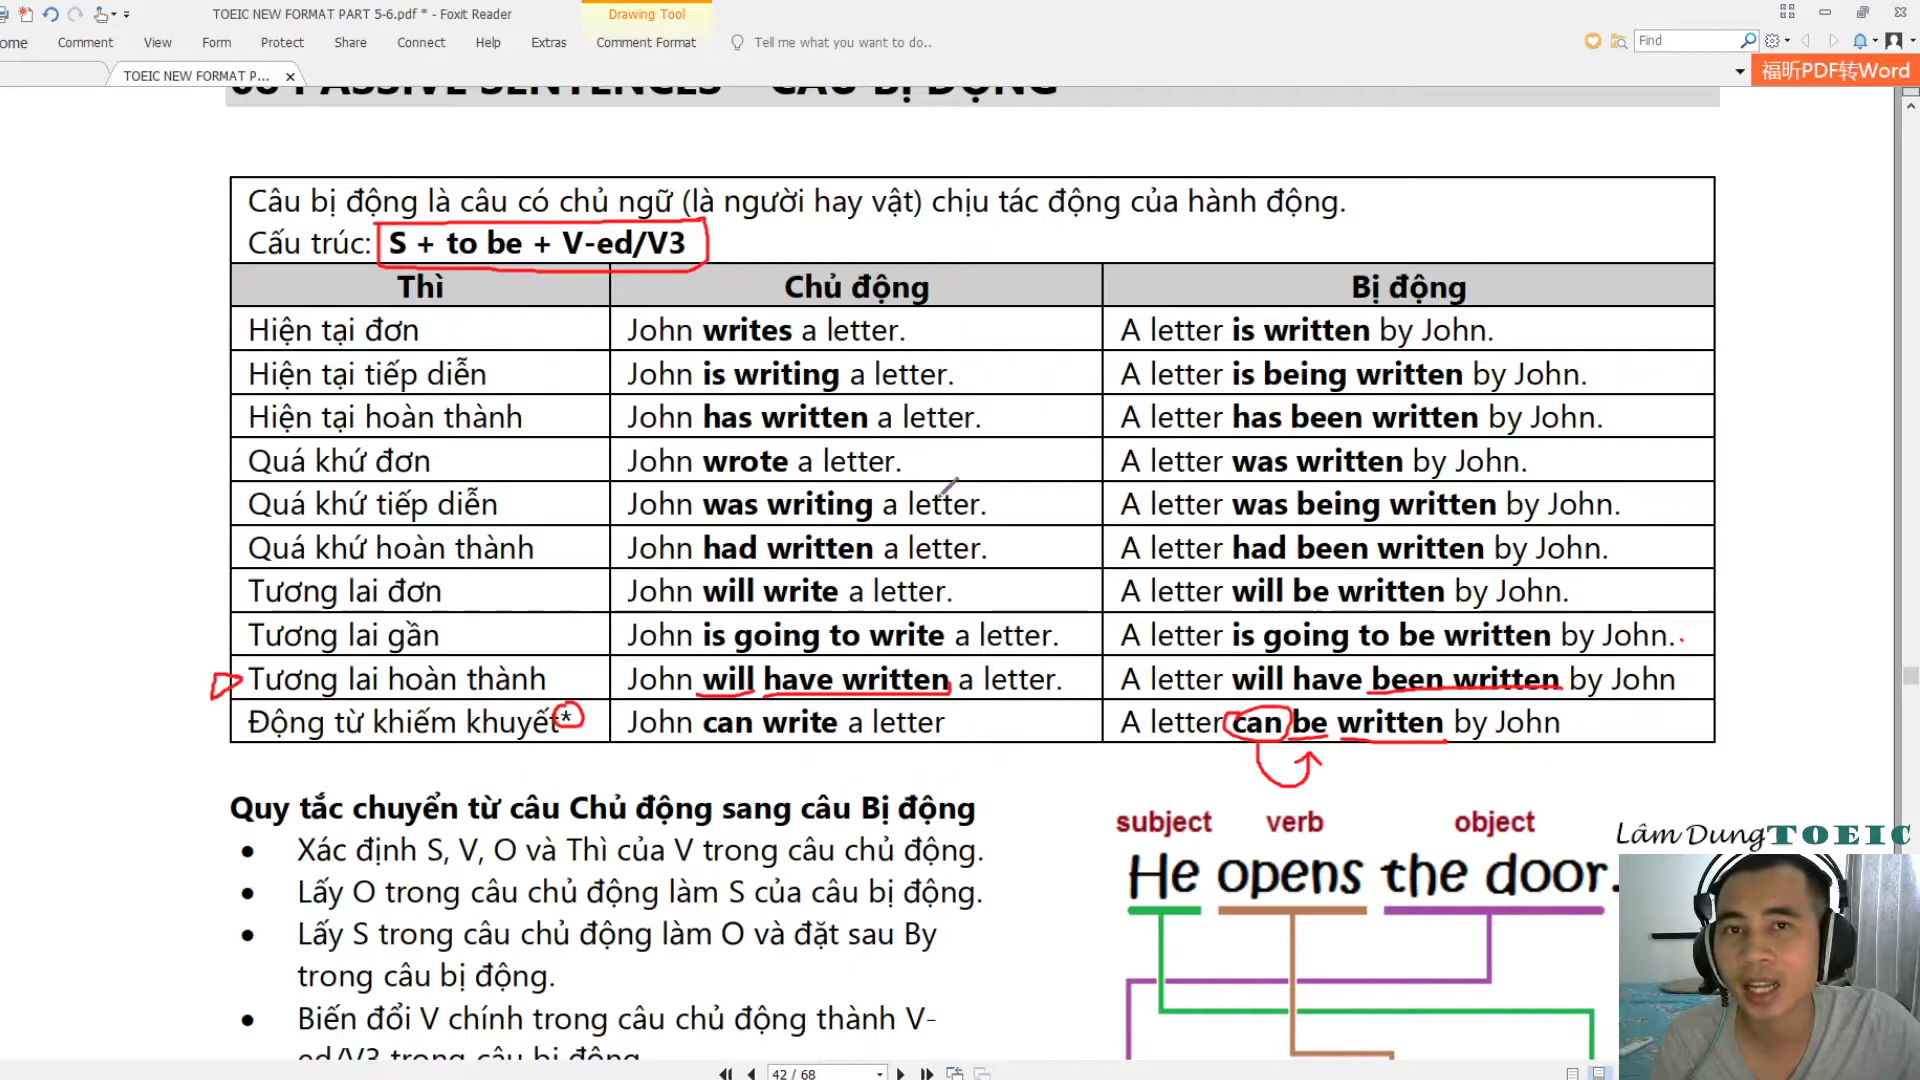 TOEIC NEW FORMAT PART 5-6.pdf * - Foxit Reader
Drawing Tool
ome Comment View Form Protect Share Connect Help Extras Comment Format Tell me what you want to do.. Find
TOEIC NEW FORMAT P... 福昕PDF转Word
PASSIVE SENTENCES – CÂU BỊ ĐỘNG
Câu bị động là câu có chủ ngữ (là người hay vật) chịu tác động của hành động.
Cấu trúc: S + to be + V-ed/V3
Thì Chủ động Bị động
Hiện tại đơn John writes a letter. A letter is written by John.
Hiện tại tiếp diễn John is writing a letter. A letter is being written by John.
Hiện tại hoàn thành John has written a letter. A letter has been written by John.
Quá khứ đơn John wrote a letter. A letter was written by John.
Quá khứ tiếp diễn John was writing a letter. A letter was being written by John.
Quá khứ hoàn thành John had written a letter. A letter had been written by John.
Tương lai đơn John will write a letter. A letter will be written by John.
Tương lai gần John is going to write a letter. A letter is going to be written by John.
Tương lai hoàn thành John will have written a letter. A letter will have been written by John
Động từ khiếm khuyết* John can write a letter A letter can be written by John
Quy tắc chuyển từ câu Chủ động sang câu Bị động
• Xác định S, V, O và Thì của V trong câu chủ động.
• Lấy O trong câu chủ động làm S của câu bị động.
• Lấy S trong câu chủ động làm O và đặt sau By
trong câu bị động.
• Biến đổi V chính trong câu chủ động thành V-
ed/V3 trong câu bị động.
subject verb object
He opens the door.
Lâm Dung TOEIC
42 / 68